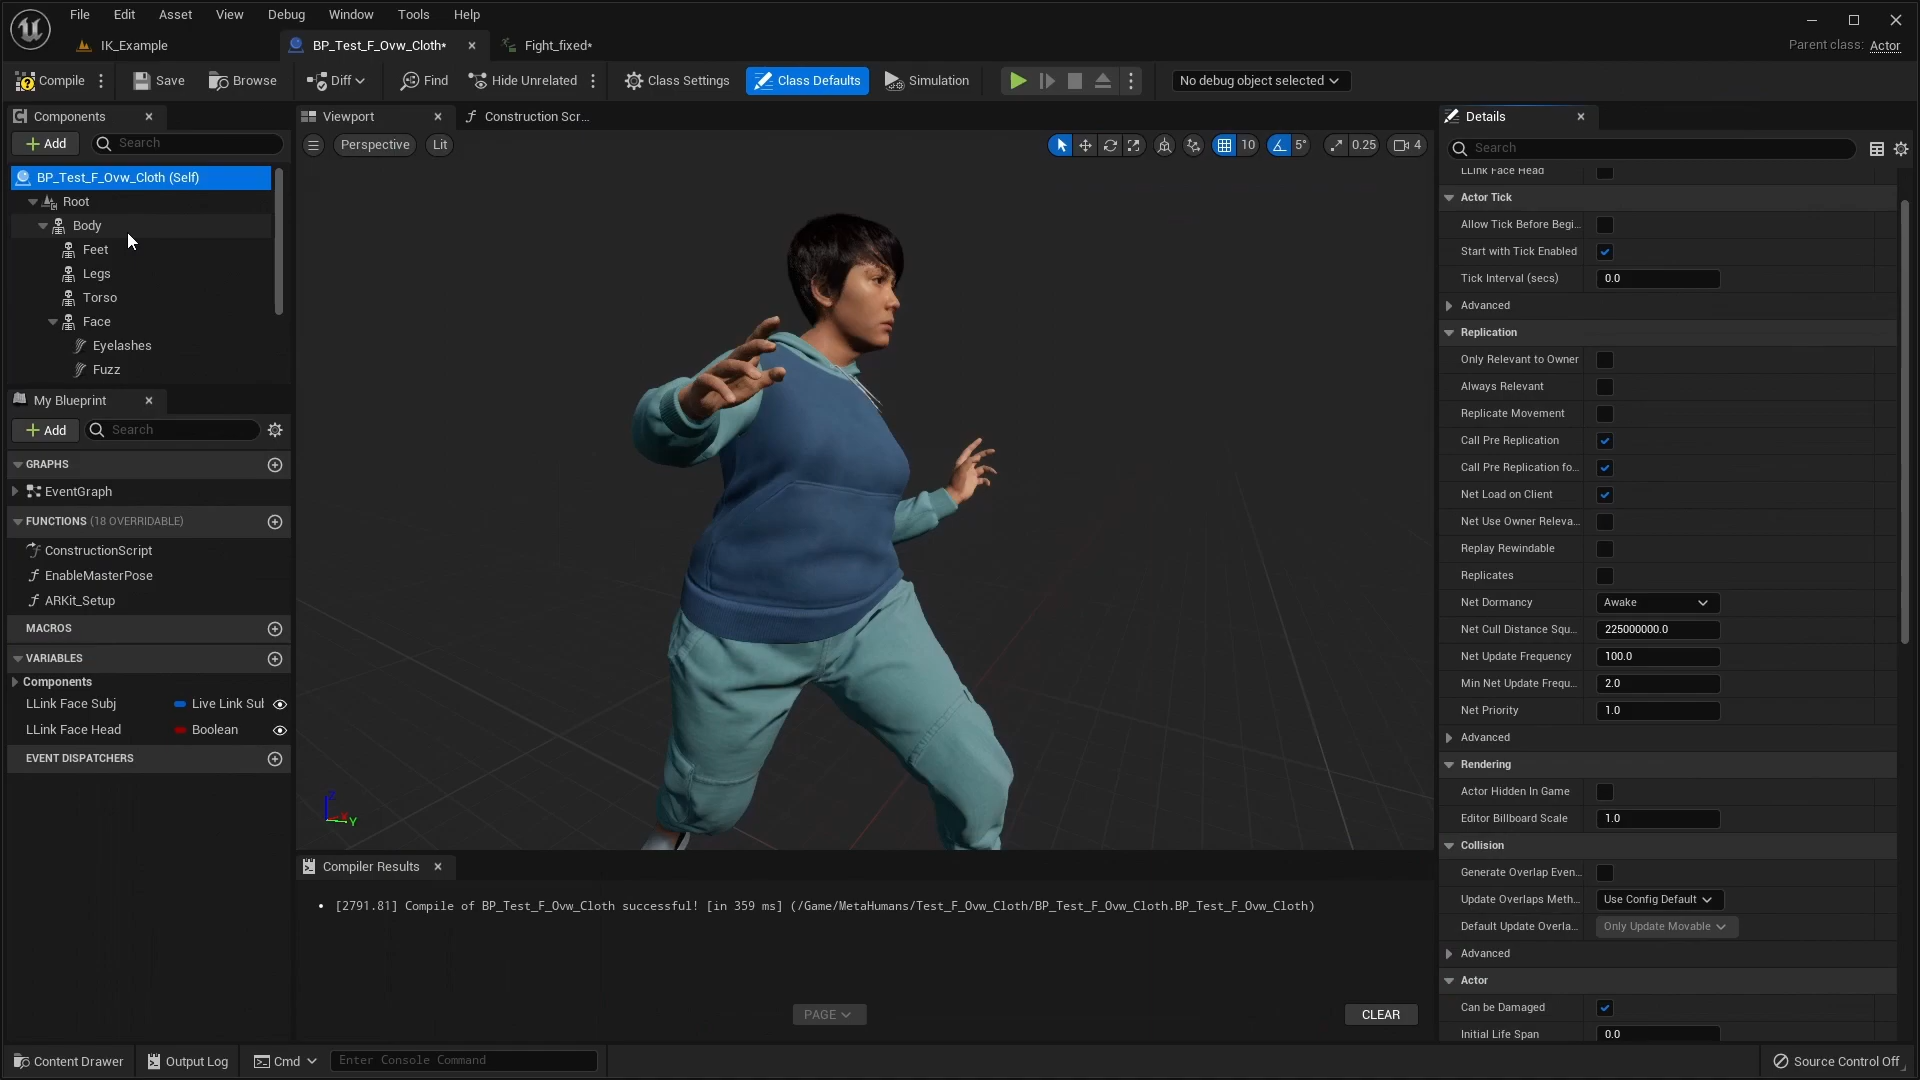 File Edit Asset View Debug Window Tools Help
IK_Example BP_Test_F_Ovw_Cloth* Fight_fixed* Parent class: Actor
Compile Save Browse Diff Find Hide Unrelated Class Settings Class Defaults Simulation No debug object selected
Components Viewport Construction Scr... Details
Add Search Perspective Lit 10 5° 0.25 4 Search
BP_Test_F_Ovw_Cloth (Self)
Root
Body
Feet
Legs
Torso
Face
Eyelashes
Fuzz
My Blueprint
Add Search
GRAPHS
EventGraph
FUNCTIONS (18 OVERRIDABLE)
ConstructionScript
EnableMasterPose
ARKit_Setup
MACROS
VARIABLES
Components
LLink Face Subj Live Link Sul
LLink Face Head Boolean
EVENT DISPATCHERS
Z
Y
Compiler Results
• [2791.81] Compile of BP_Test_F_Ovw_Cloth successful! [in 359 ms] (/Game/MetaHumans/Test_F_Ovw_Cloth/BP_Test_F_Ovw_Cloth.BP_Test_F_Ovw_Cloth)
PAGE CLEAR
LLink Face Head
Actor Tick
Allow Tick Before Begi...
Start with Tick Enabled
Tick Interval (secs) 0.0
Advanced
Replication
Only Relevant to Owner
Always Relevant
Replicate Movement
Call Pre Replication
Call Pre Replication fo...
Net Load on Client
Net Use Owner Releva...
Replay Rewindable
Replicates
Net Dormancy Awake
Net Cull Distance Squ... 225000000.0
Net Update Frequency 100.0
Min Net Update Frequ... 2.0
Net Priority 1.0
Advanced
Rendering
Actor Hidden In Game
Editor Billboard Scale 1.0
Collision
Generate Overlap Even...
Update Overlaps Meth... Use Config Default
Default Update Overla... Only Update Movable
Advanced
Actor
Can be Damaged
Initial Life Span 0.0
Content Drawer Output Log Cmd Enter Console Command Source Control Off